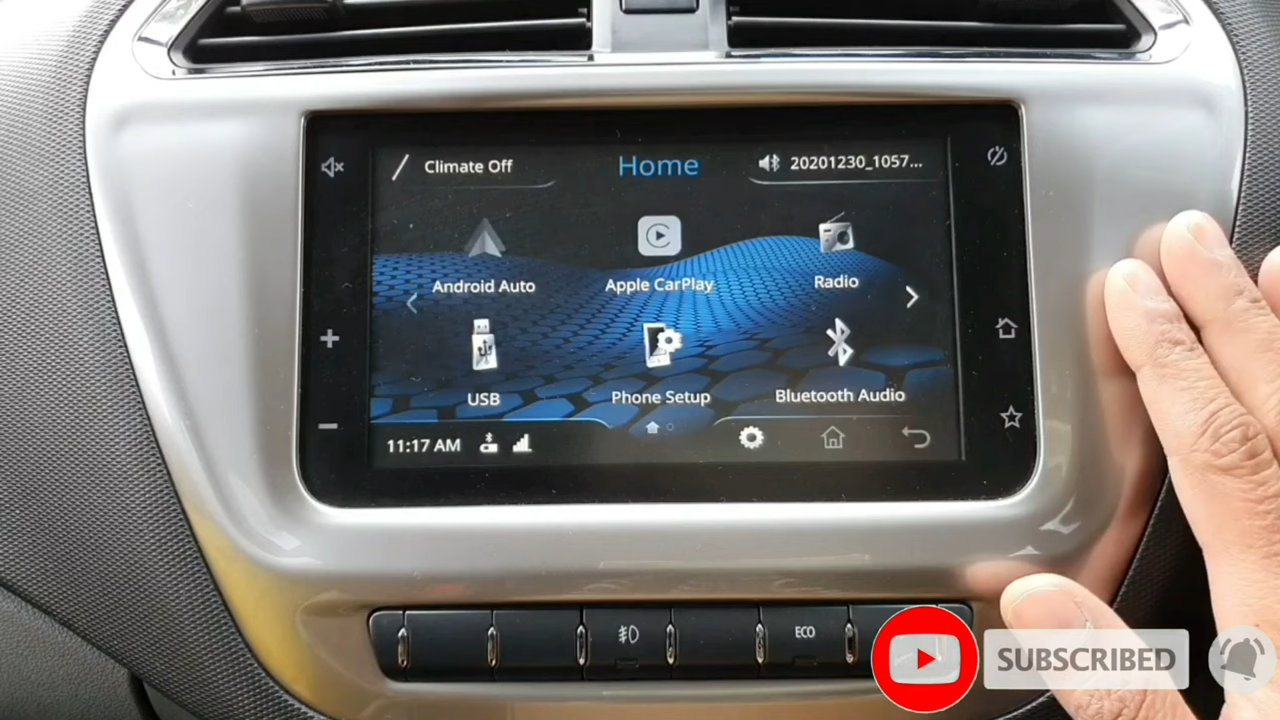 Climate Off
Home
20201230_1057...
Android Auto
Apple CarPlay
Radio
USB
Phone Setup
Bluetooth Audio
11:17 AM
ECO
SUBSCRIBED